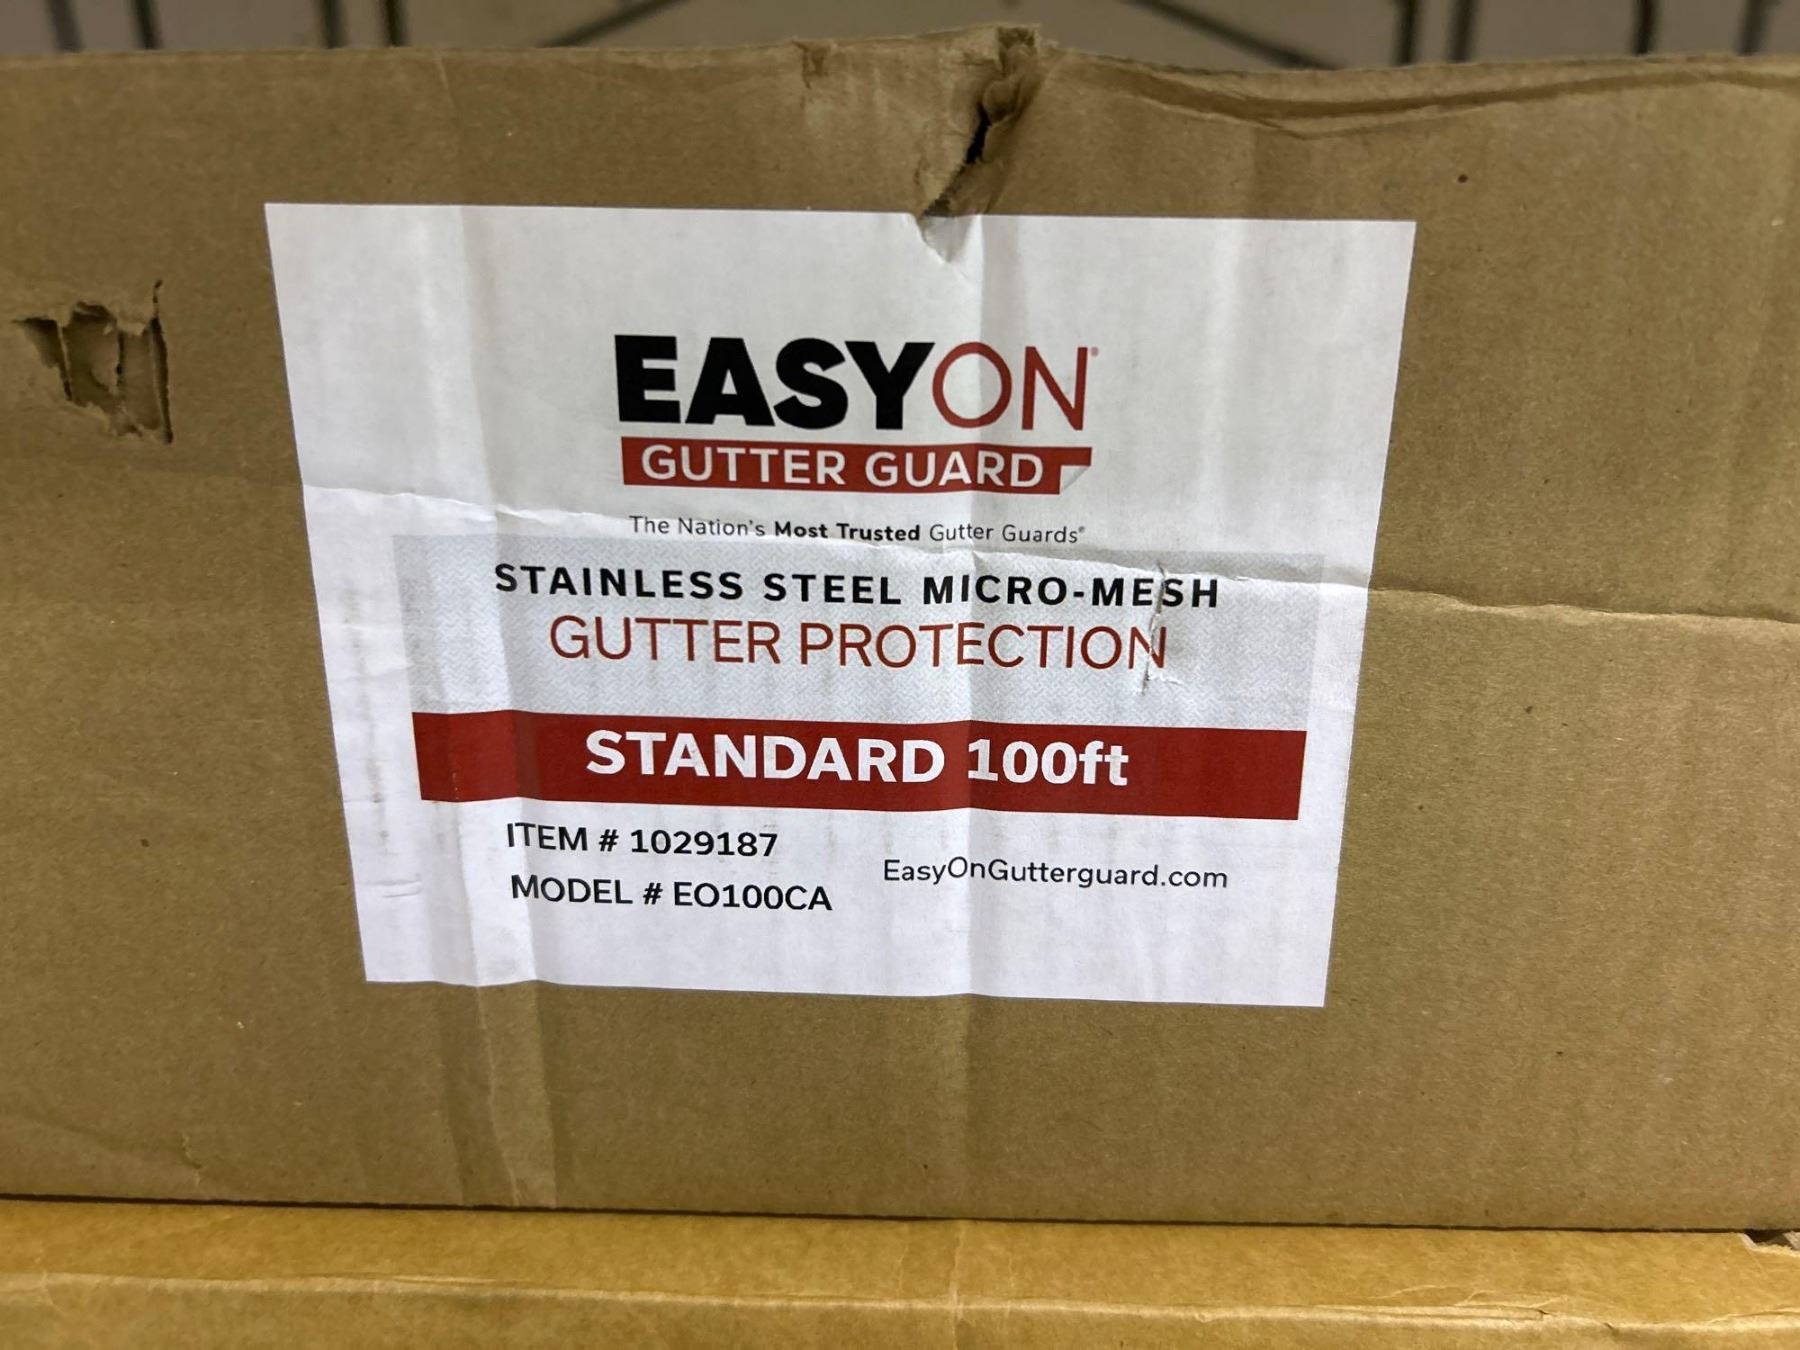 EASYON®
GUTTER GUARD
The Nation's Most Trusted Gutter Guards®
STAINLESS STEEL MICRO-MESH
GUTTER PROTECTION
STANDARD 100ft
ITEM # 1029187
MODEL # EO100CA
EasyOnGutterguard.com